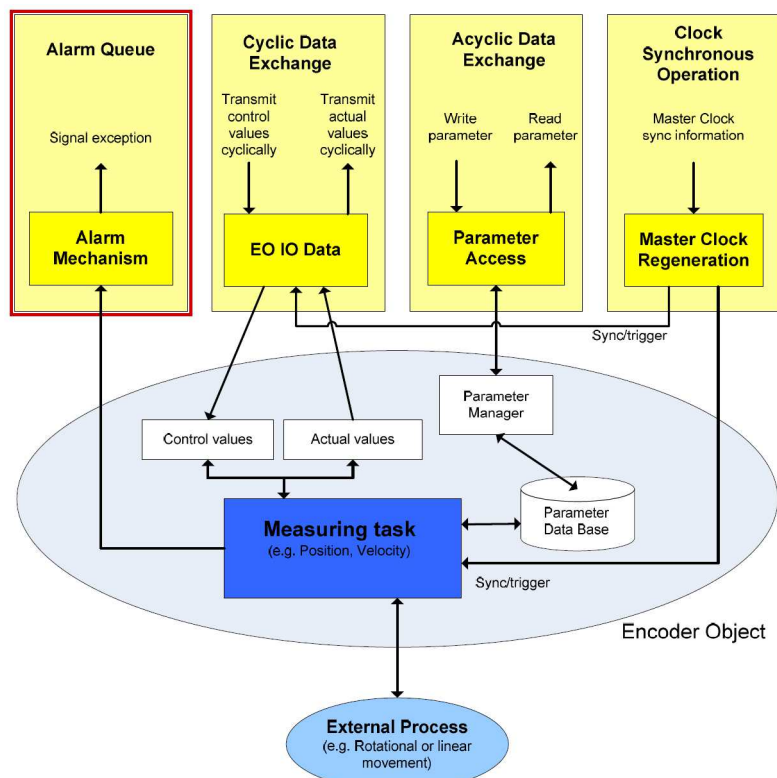 Alarm Queue
Signal exception
Alarm
Mechanism
Cyclic Data
Exchange
Transmit
control
values
cyclically
Transmit
actual
values
cyclically
EO IO Data
Acyclic Data
Exchange
Write
parameter
Read
parameter
Parameter
Access
Clock
Synchronous
Operation
Master Clock
sync information
Master Clock
Regeneration
Sync/trigger
Parameter
Manager
Control values
Actual values
Measuring task
(e.g. Position, Velocity)
Parameter
Data Base
Sync/trigger
Encoder Object
External Process
(e.g. Rotational or linear
movement)